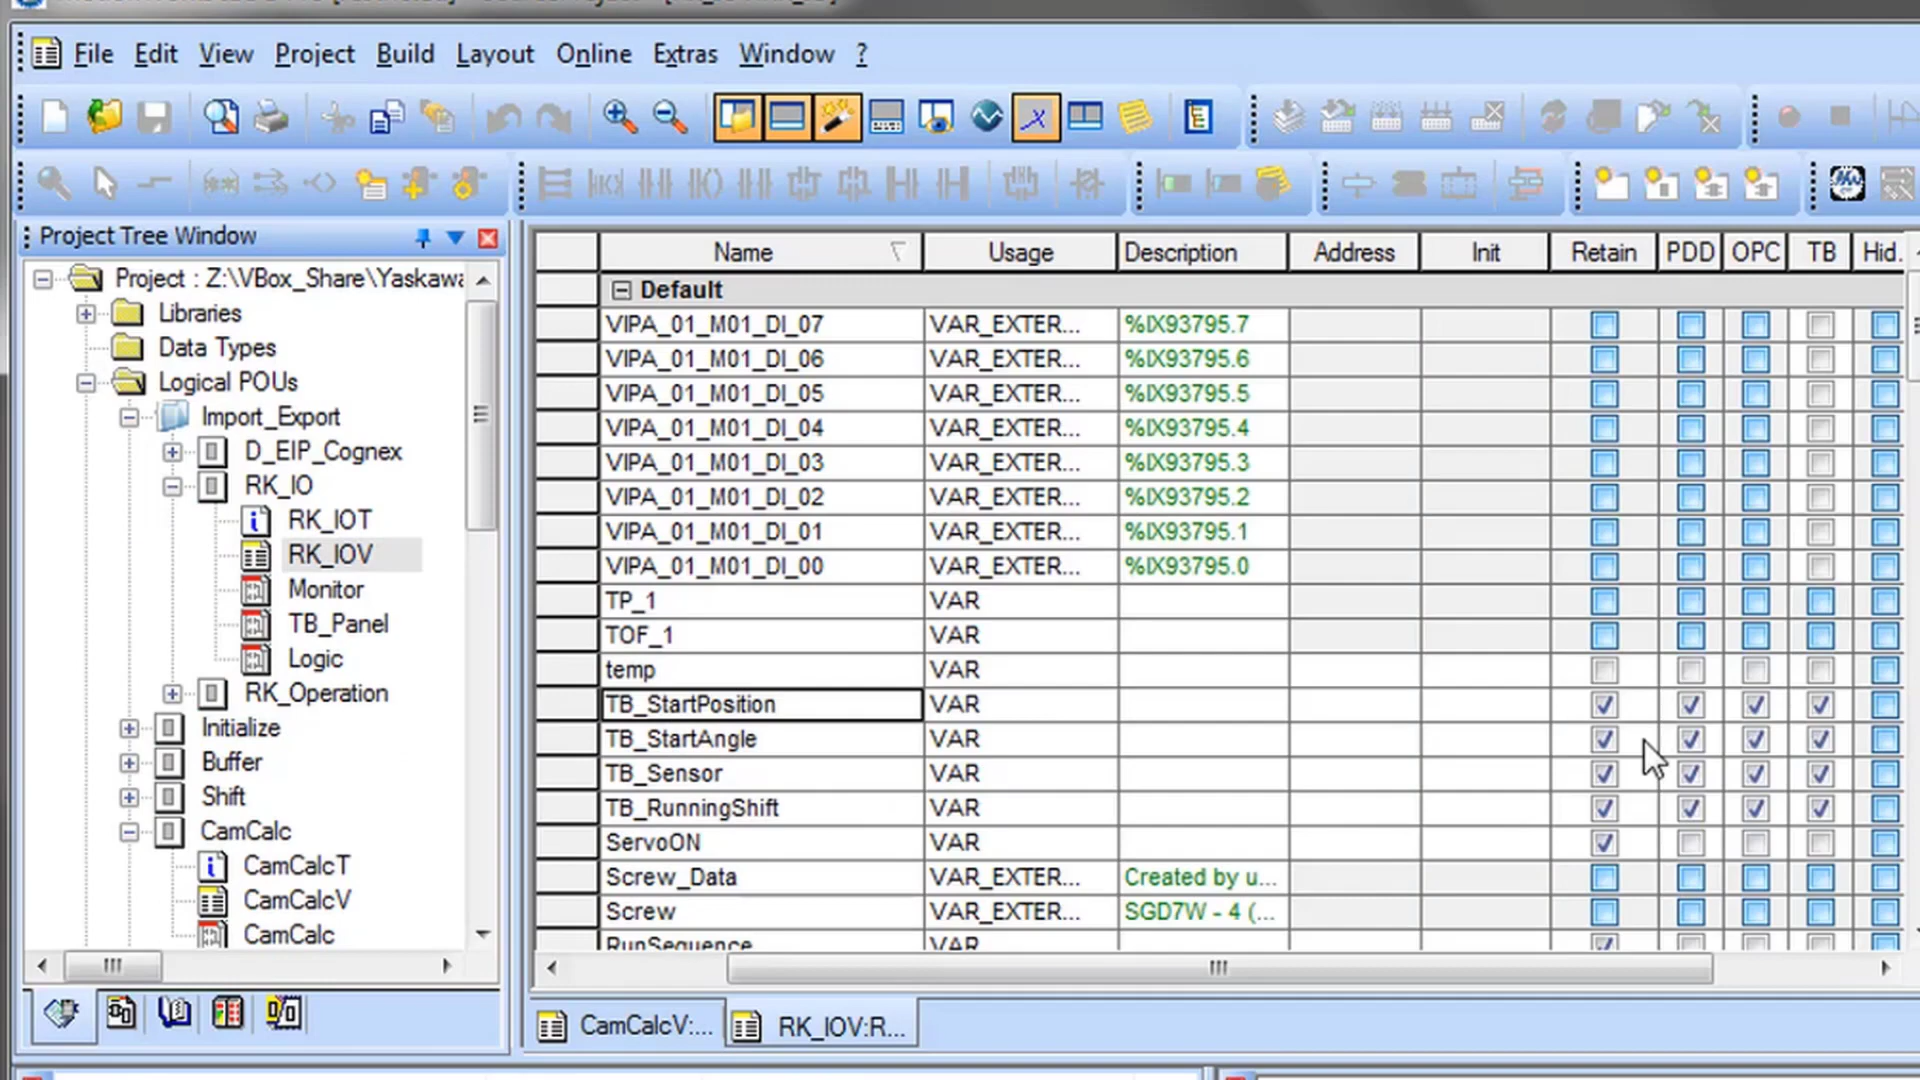 File Edit View Project Build Layout Online Extras Window ?
Project Tree Window
Project : Z:\VBox_Share\Yaskawa
Libraries
Data Types
Logical POUs
Import_Export
D_EIP_Cognex
RK_IO
RK_IOT
RK_IOV
Monitor
TB_Panel
Logic
RK_Operation
Initialize
Buffer
Shift
CamCalc
CamCalcT
CamCalcV
CamCalc
Name Usage Description Address Init Retain PDD OPC TB Hid.
Default
VIPA_01_M01_DI_07 VAR_EXTER... %IX93795.7
VIPA_01_M01_DI_06 VAR_EXTER... %IX93795.6
VIPA_01_M01_DI_05 VAR_EXTER... %IX93795.5
VIPA_01_M01_DI_04 VAR_EXTER... %IX93795.4
VIPA_01_M01_DI_03 VAR_EXTER... %IX93795.3
VIPA_01_M01_DI_02 VAR_EXTER... %IX93795.2
VIPA_01_M01_DI_01 VAR_EXTER... %IX93795.1
VIPA_01_M01_DI_00 VAR_EXTER... %IX93795.0
TP_1 VAR
TOF_1 VAR
temp VAR
TB_StartPosition VAR
TB_StartAngle VAR
TB_Sensor VAR
TB_RunningShift VAR
ServoON VAR
Screw_Data VAR_EXTER... Created by u...
Screw VAR_EXTER... SGD7W - 4 (...
RunSequence VAR
CamCalcV:... RK_IOV:R...